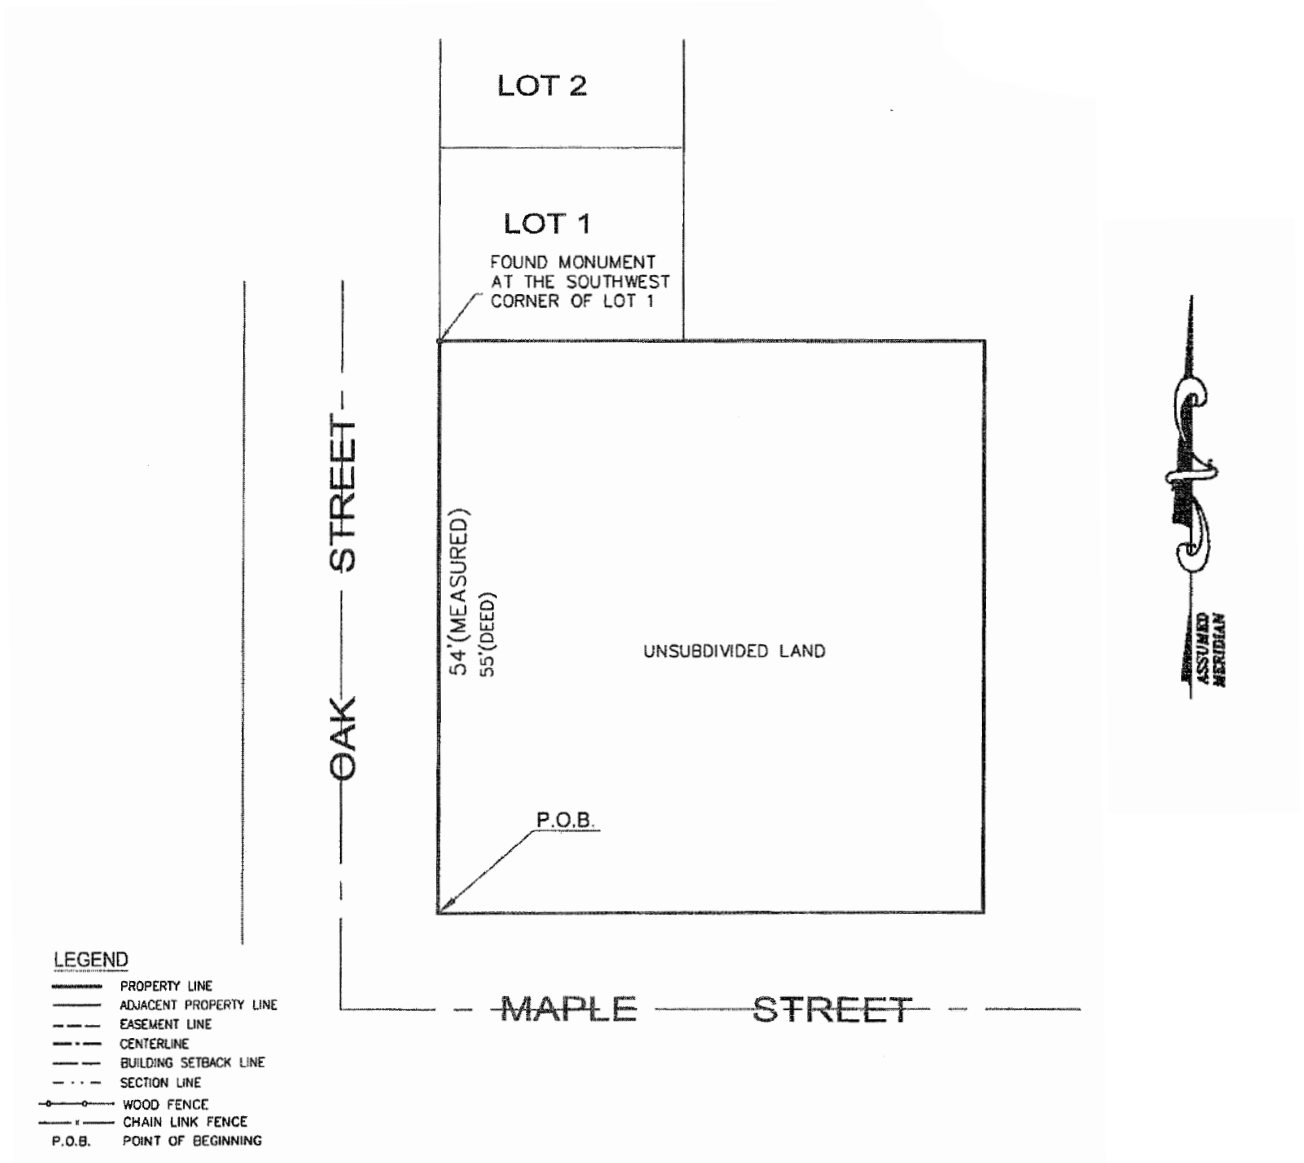 LOT 2
LOT 1
FOUND MONUMENT
AT THE SOUTHWEST
CORNER OF LOT 1
OAK STREET
54'(MEASURED)
55'(DEED)
UNSUBDIVIDED LAND
ASSUMED
MERIDIAN
P.O.B.
MAPLE STREET
LEGEND
PROPERTY LINE
ADJACENT PROPERTY LINE
EASEMENT LINE
CENTERLINE
BUILDING SETBACK LINE
SECTION LINE
WOOD FENCE
x CHAIN LINK FENCE
P.O.B. POINT OF BEGINNING